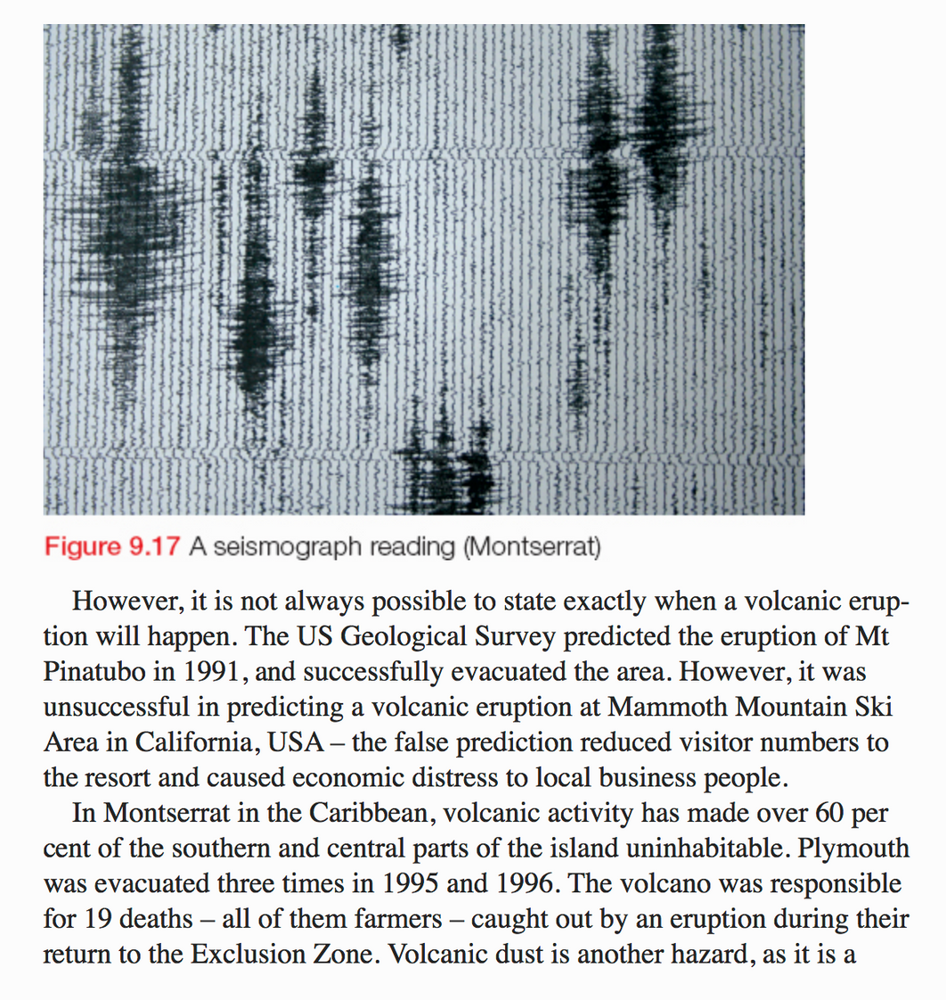 Figure 9.17 A seismograph reading (Montserrat)
However, it is not always possible to state exactly when a volcanic erup-
tion will happen. The US Geological Survey predicted the eruption of Mt
Pinatubo in 1991, and successfully evacuated the area. However, it was
unsuccessful in predicting a volcanic eruption at Mammoth Mountain Ski
Area in California, USA – the false prediction reduced visitor numbers to
the resort and caused economic distress to local business people.
In Montserrat in the Caribbean, volcanic activity has made over 60 per
cent of the southern and central parts of the island uninhabitable. Plymouth
was evacuated three times in 1995 and 1996. The volcano was responsible
for 19 deaths – all of them farmers – caught out by an eruption during their
return to the Exclusion Zone. Volcanic dust is another hazard, as it is a